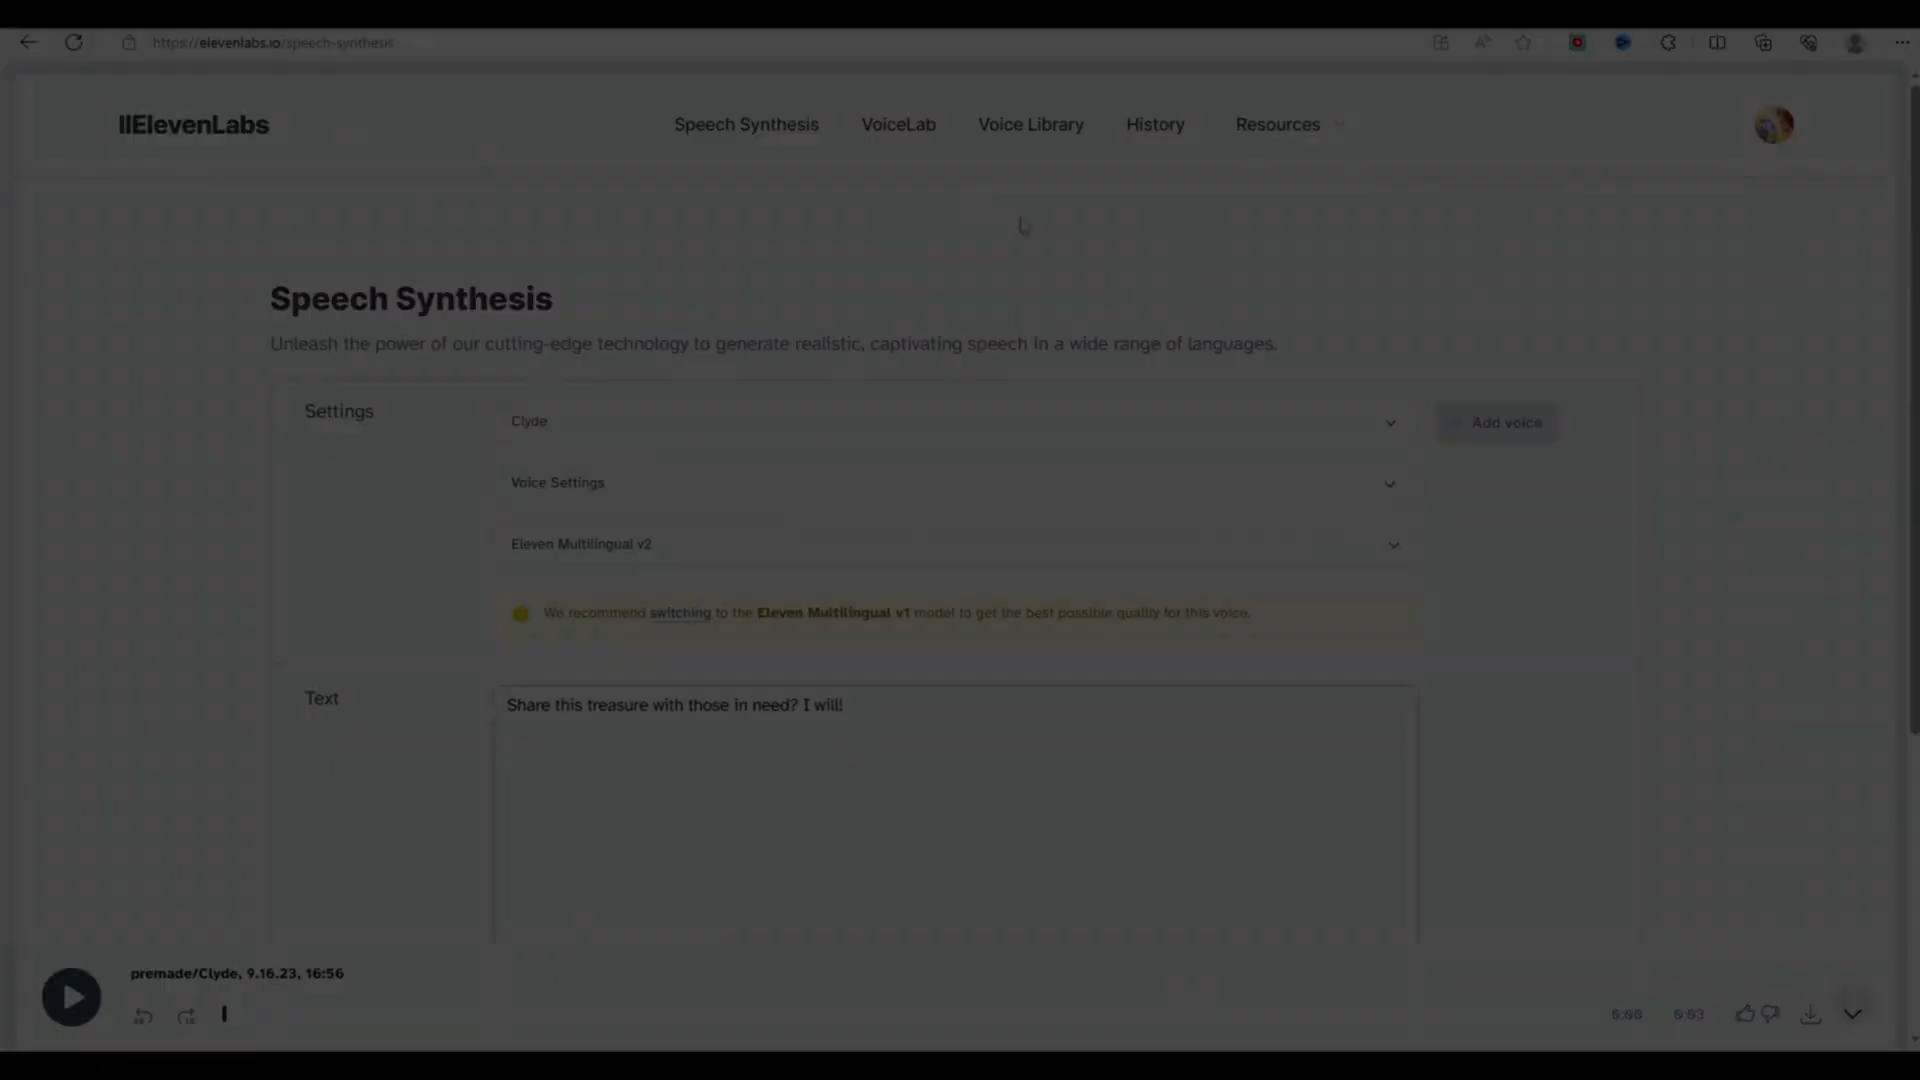 https://elevenlabs.io/speech-synthesis
IIElevenLabs
Speech Synthesis
VoiceLab
Voice Library
History
Resources
Speech Synthesis
Unleash the power of our cutting-edge technology to generate realistic, captivating speech in a wide range of languages.
Settings
Clyde
Add voice
Voice Settings
Eleven Multilingual v2
We recommend switching to the Eleven Multilingual v1 model to get the best possible quality for this voice.
Text
Share this treasure with those in need? I will!
premade/Clyde, 9.16.23, 16:56
0:00
0:03